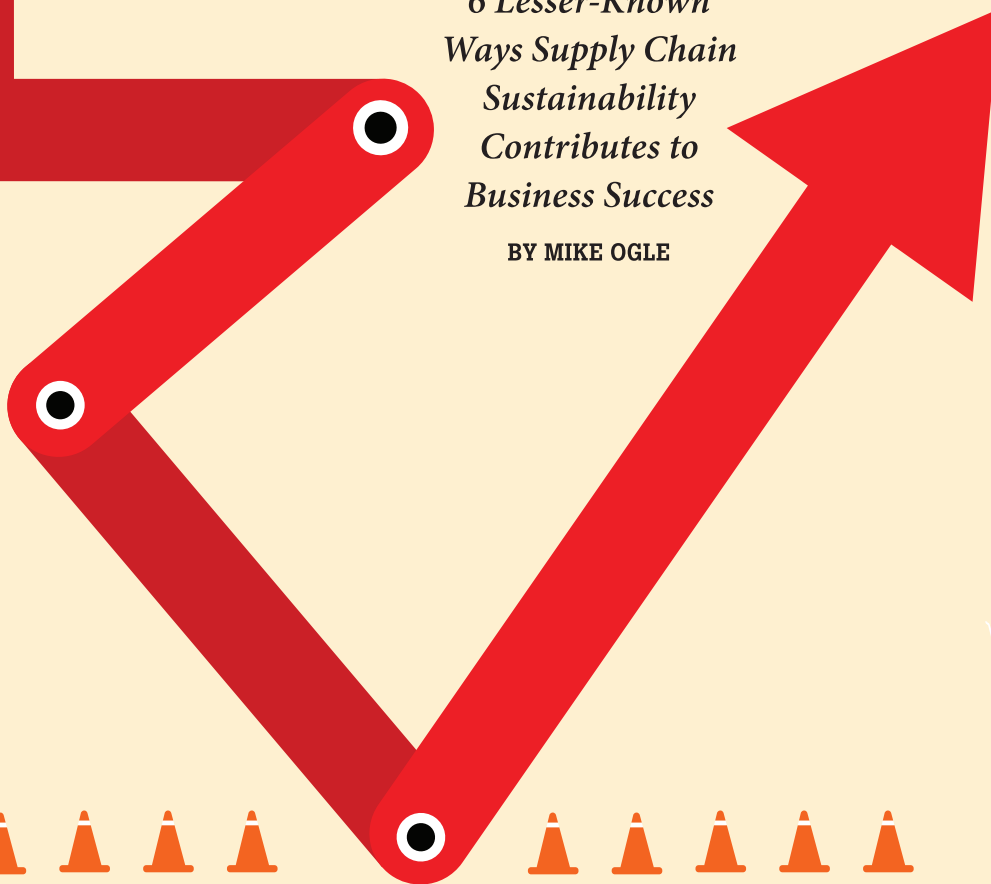 6 Lesser-Known
Ways Supply Chain
Sustainability
Contributes to
Business Success
BY MIKE OGLE